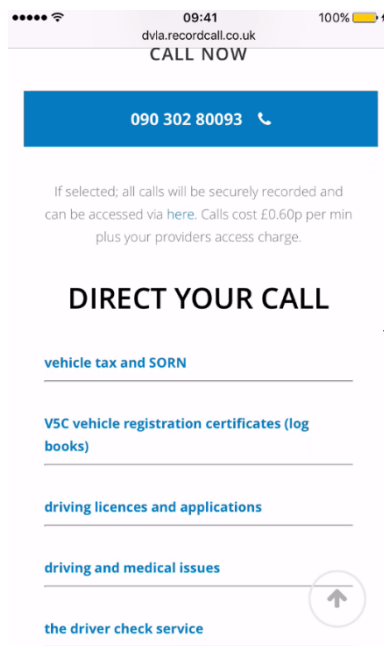 09:41
100%
dvla.recordcall.co.uk
CALL NOW
090 302 80093
If selected; all calls will be securely recorded and
can be accessed via here. Calls cost £0.60p per min
plus your providers access charge.
DIRECT YOUR CALL
vehicle tax and SORN
V5C vehicle registration certificates (log
books)
driving licences and applications
driving and medical issues
the driver check service